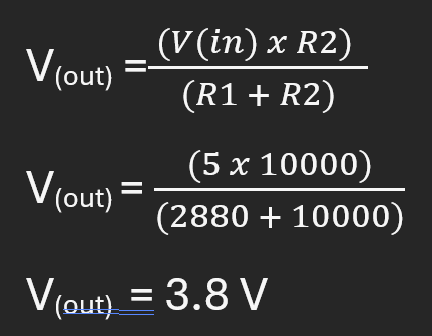 V(out) = (V(in) x R2)
(R1 + R2)
V(out) = (5 x 10000)
(2880 + 10000)
V(out) = 3.8 V